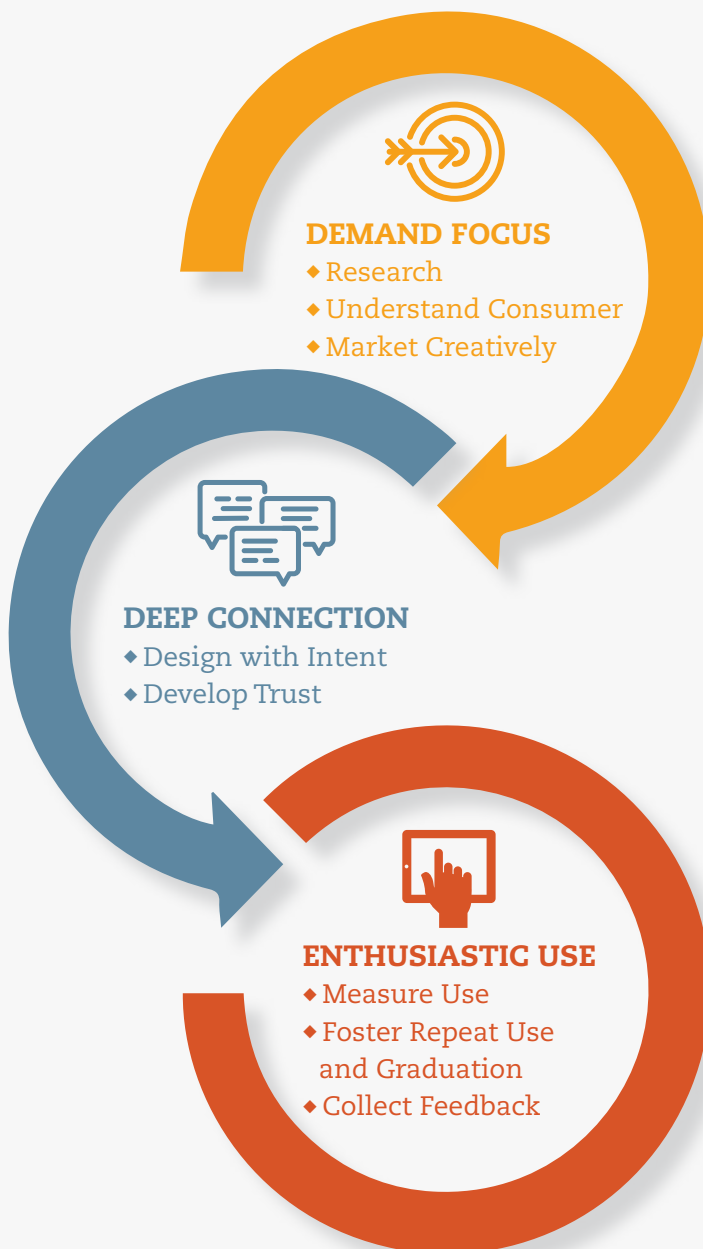 DEMAND FOCUS
◆ Research
◆ Understand Consumer
◆ Market Creatively
DEEP CONNECTION
◆ Design with Intent
◆ Develop Trust
ENTHUSIASTIC USE
◆ Measure Use
◆ Foster Repeat Use
and Graduation
◆ Collect Feedback